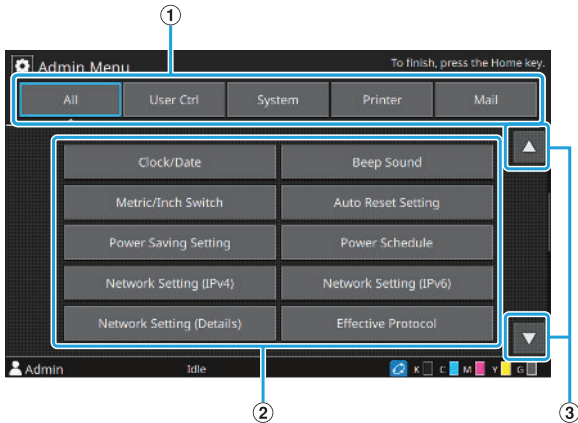 ①
Admin Menu To finish, press the Home key.
All User Ctrl System Printer Mail
Clock/Date Beep Sound
Metric/Inch Switch Auto Reset Setting
Power Saving Setting Power Schedule
Network Setting (IPv4) Network Setting (IPv6)
Network Setting (Details) Effective Protocol
Admin Idle K C M Y G
② ③